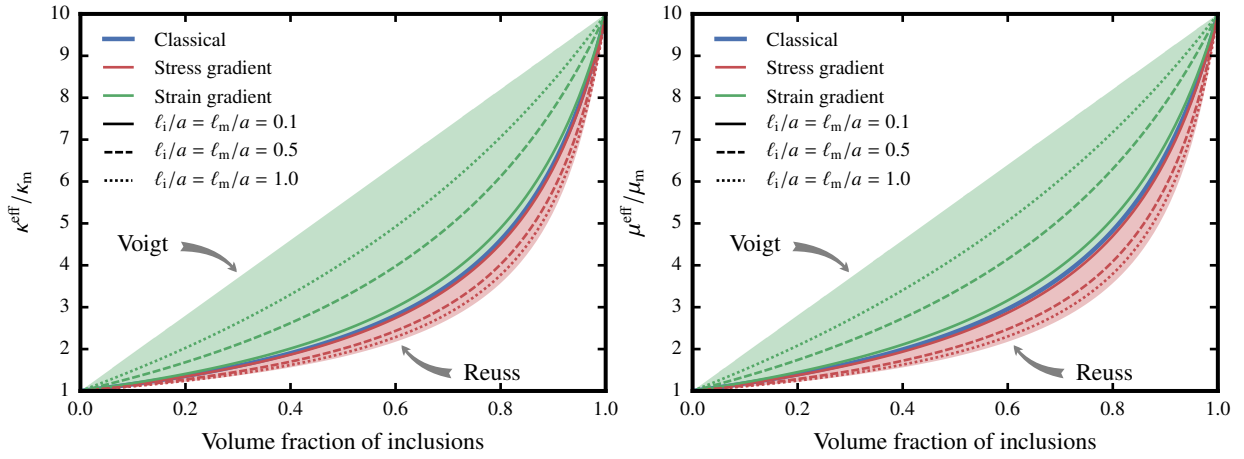 10
9
8
7
6
5
4
3
2
1
κ^eff/κ_m
Classical
Stress gradient
Strain gradient
ℓ_i/a = ℓ_m/a = 0.1
ℓ_i/a = ℓ_m/a = 0.5
ℓ_i/a = ℓ_m/a = 1.0
Voigt
Reuss
0.0 0.2 0.4 0.6 0.8 1.0
Volume fraction of inclusions
10
9
8
7
6
5
4
3
2
1
μ^eff/μ_m
Classical
Stress gradient
Strain gradient
ℓ_i/a = ℓ_m/a = 0.1
ℓ_i/a = ℓ_m/a = 0.5
ℓ_i/a = ℓ_m/a = 1.0
Voigt
Reuss
0.0 0.2 0.4 0.6 0.8 1.0
Volume fraction of inclusions